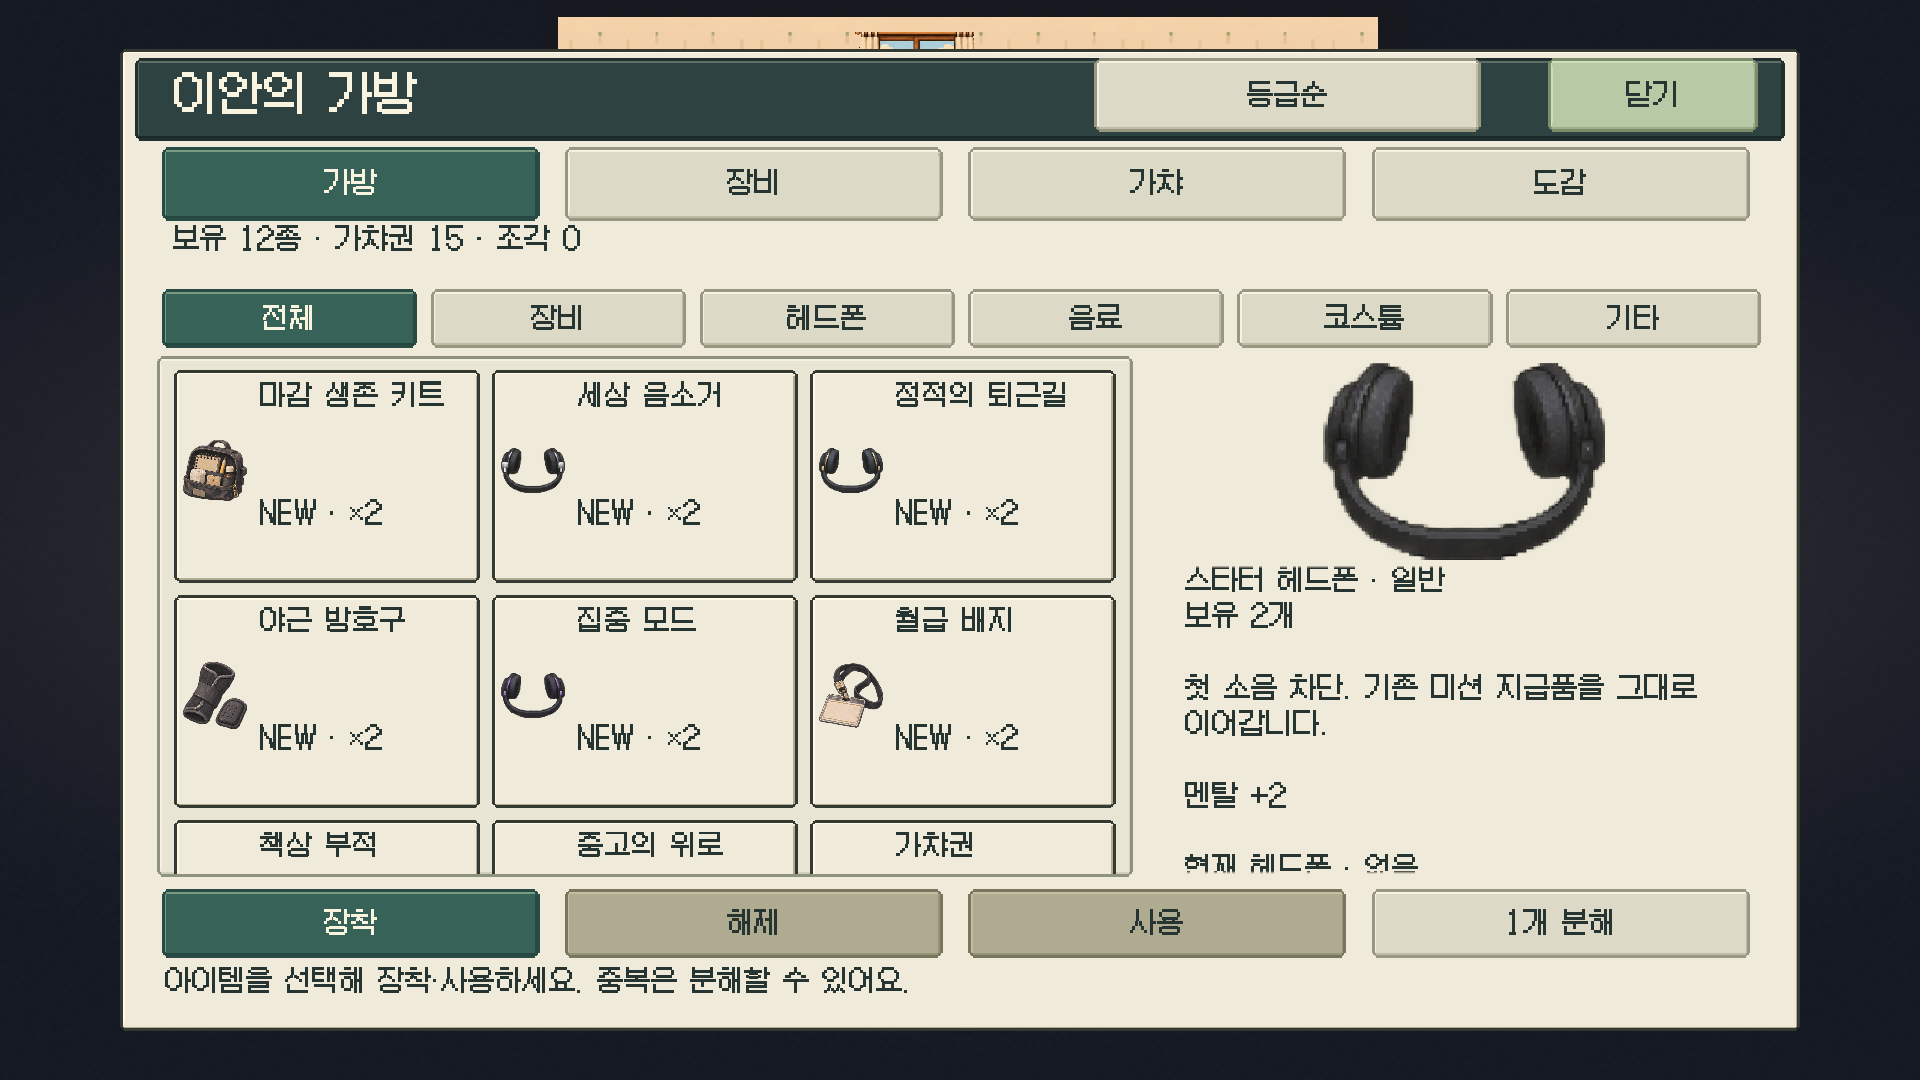 이안의 가방
등급순
닫기
가방
장비
가챠
도감
보유 12종 · 가챠권 15 · 조각 0
전체
장비
헤드폰
음료
코스튬
기타
마감 생존 키트
NEW · ×2
세상 음소거
NEW · ×2
정적의 퇴근길
NEW · ×2
야근 방호구
NEW · ×2
집중 모드
NEW · ×2
월급 배지
NEW · ×2
책상 부적
중고의 위로
가챠권
스타터 헤드폰 · 일반
보유 2개
첫 소음 차단. 기존 미션 지급품을 그대로
이어갑니다.
멘탈 +2
현재 헤드폰 · 없음
장착
해제
사용
1개 분해
아이템을 선택해 장착·사용하세요. 중복은 분해할 수 있어요.